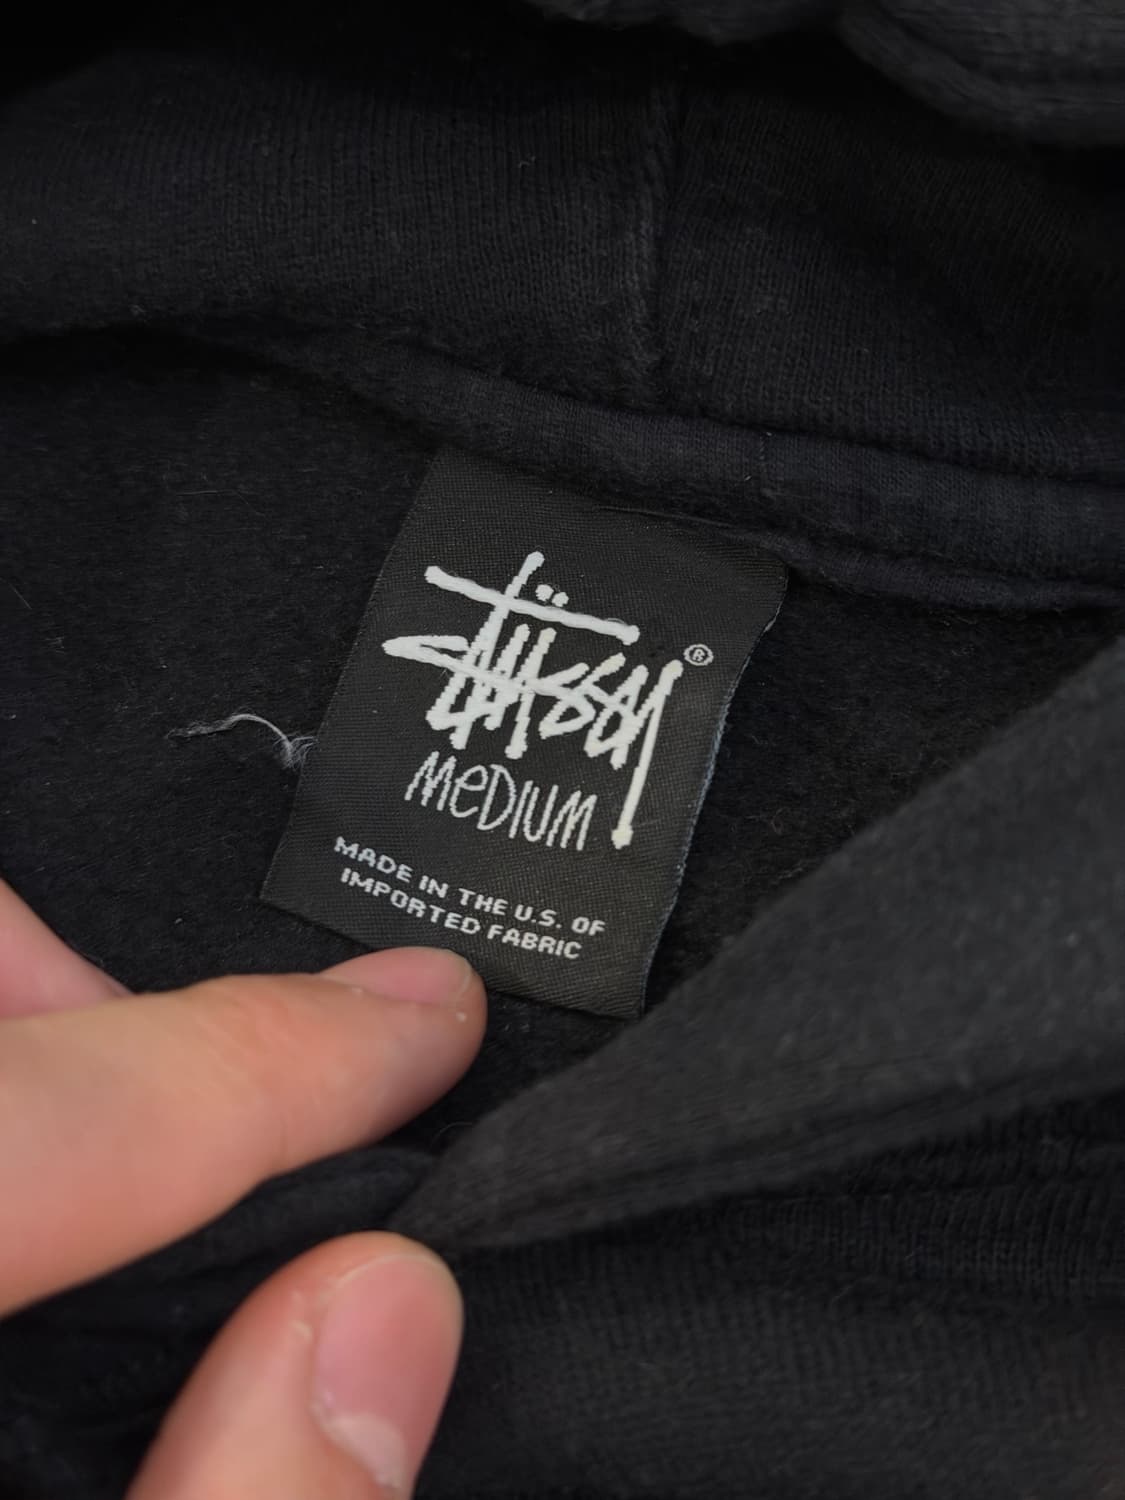 Stüssy ®
MEDIUM
MADE IN THE U.S. OF
IMPORTED FABRIC